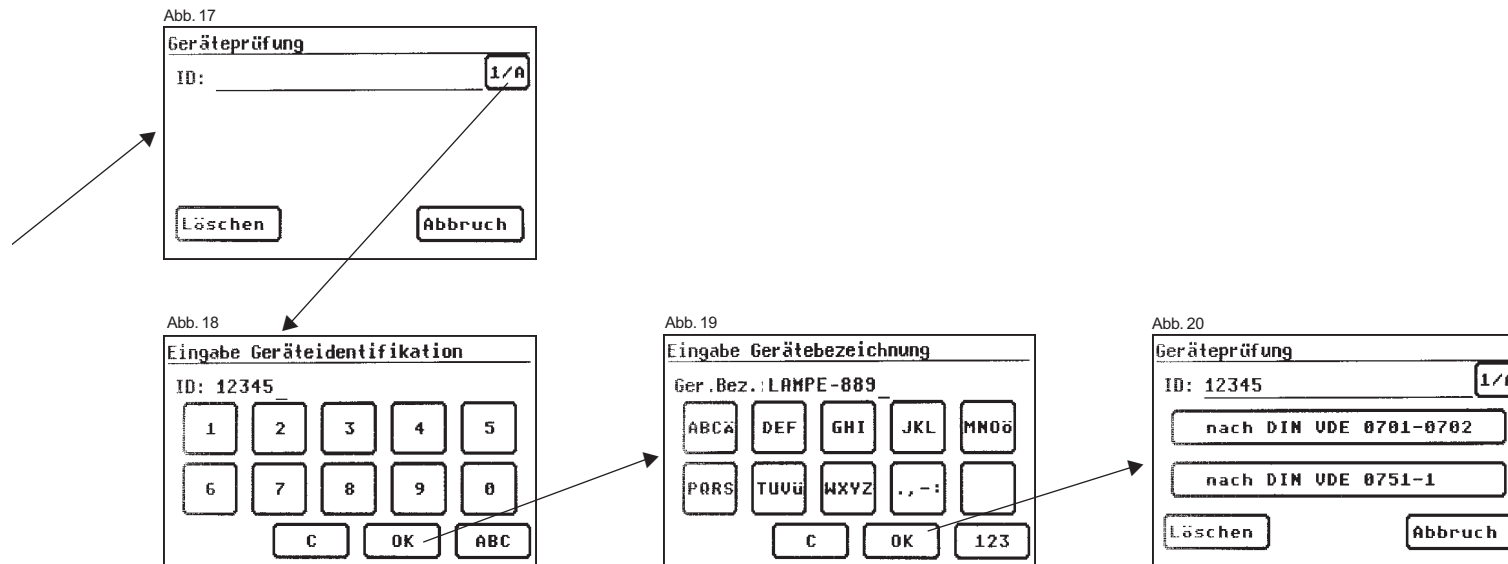 Abb. 17
Geräteprüfung
ID:
1/A
Löschen
Abbruch
Abb. 18
Eingabe Geräteidentifikation
ID: 12345_
1 2 3 4 5
6 7 8 9 0
C OK ABC
Abb. 19
Eingabe Gerätebezeichnung
Ger.Bez.:LAMPE-889_
ABCä DEF GHI JKL MNOö
PQRS TUVü WXYZ .,-:
C OK 123
Abb. 20
Geräteprüfung
ID: 12345
nach DIN VDE 0701-0702
nach DIN VDE 0751-1
Löschen
Abbruch